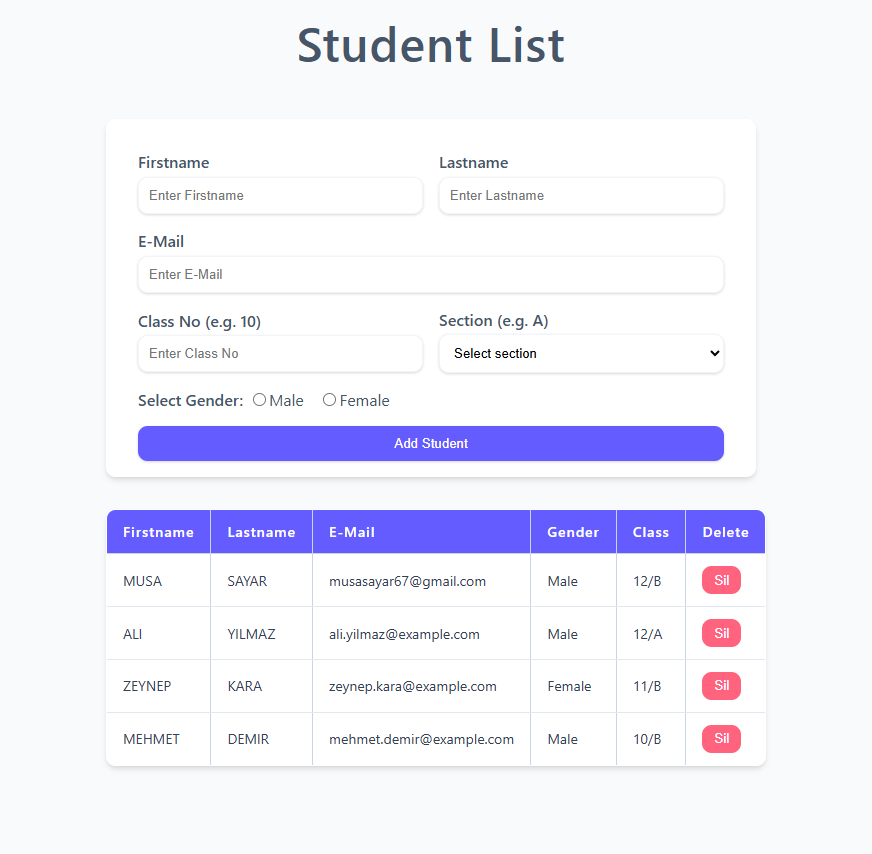 Student List
Firstname Lastname
Enter Firstname Enter Lastname
E-Mail
Enter E-Mail
Class No (e.g. 10) Section (e.g. A)
Enter Class No Select section
Select Gender: Male Female
Add Student
Firstname Lastname E-Mail Gender Class Delete
MUSA SAYAR musasayar67@gmail.com Male 12/B Sil
ALI YILMAZ ali.yilmaz@example.com Male 12/A Sil
ZEYNEP KARA zeynep.kara@example.com Female 11/B Sil
MEHMET DEMIR mehmet.demir@example.com Male 10/B Sil